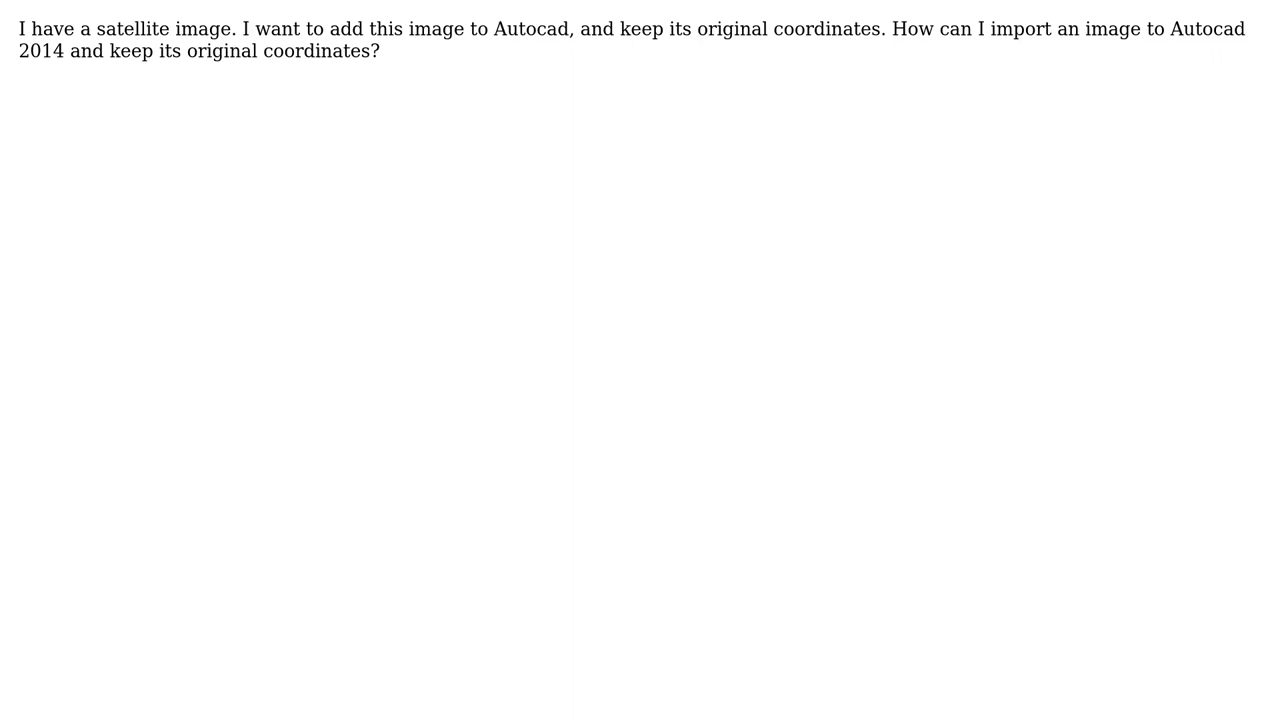 I have a satellite image. I want to add this image to Autocad, and keep its original coordinates. How can I import an image to Autocad
2014 and keep its original coordinates?